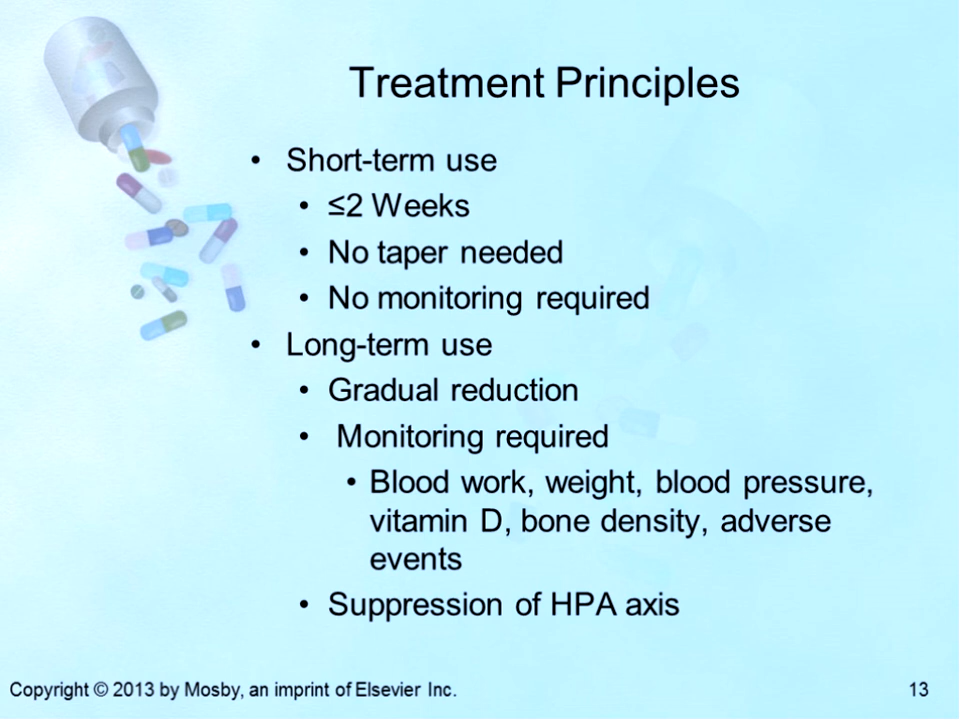 Treatment Principles
• Short-term use
• ≤2 Weeks
• No taper needed
• No monitoring required
• Long-term use
• Gradual reduction
• Monitoring required
• Blood work, weight, blood pressure,
vitamin D, bone density, adverse
events
• Suppression of HPA axis
Copyright © 2013 by Mosby, an imprint of Elsevier Inc.
13